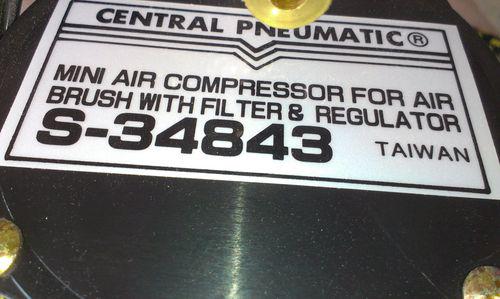 CENTRAL PNEUMATIC®
MINI AIR COMPRESSOR FOR AIR
BRUSH WITH FILTER & REGULATOR
S-34843 TAIWAN